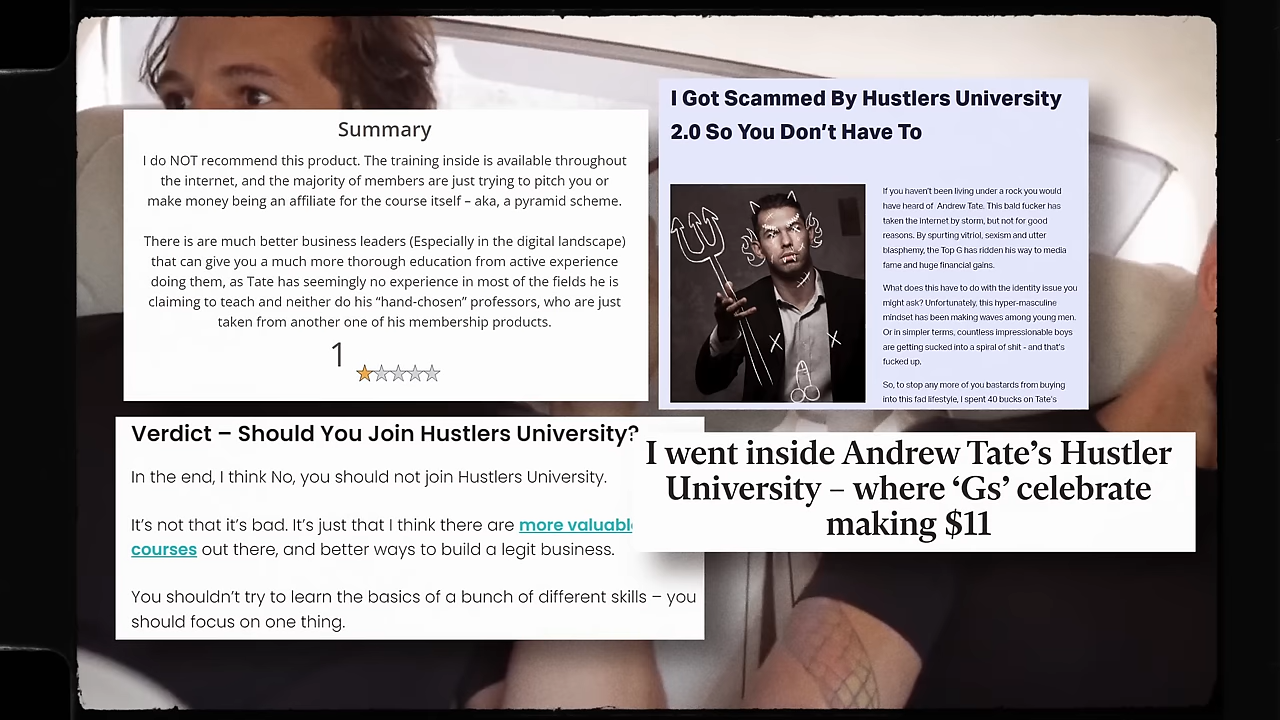 Summary
I do NOT recommend this product. The training inside is available throughout
the internet, and the majority of members are just trying to pitch you or
make money being an affiliate for the course itself – aka, a pyramid scheme.
There is are much better business leaders (Especially in the digital landscape)
that can give you a much more thorough education from active experience
doing them, as Tate has seemingly no experience in most of the fields he is
claiming to teach and neither do his “hand-chosen” professors, who are just
taken from another one of his membership products.
1
I Got Scammed By Hustlers University
2.0 So You Don’t Have To
If you haven’t been living under a rock you would
have heard of Andrew Tate. This bald fucker has
taken the internet by storm, but not for good
reasons. By spurting vitriol, sexism and utter
blasphemy, the Top G has ridden his way to media
fame and huge financial gains.
What does this have to do with the identity issue you
might ask? Unfortunately, this hyper-masculine
mindset has been making waves among young men.
Or in simpler terms, countless impressionable boys
are getting sucked into a spiral of shit - and that’s
fucked up.
So, to stop any more of you bastards from buying
into this fad lifestyle, I spent 40 bucks on Tate’s
Verdict – Should You Join Hustlers University?
In the end, I think No, you should not join Hustlers University.
It’s not that it’s bad. It’s just that I think there are more valuable
courses out there, and better ways to build a legit business.
You shouldn’t try to learn the basics of a bunch of different skills – you
should focus on one thing.
I went inside Andrew Tate’s Hustler
University – where ‘Gs’ celebrate
making $11